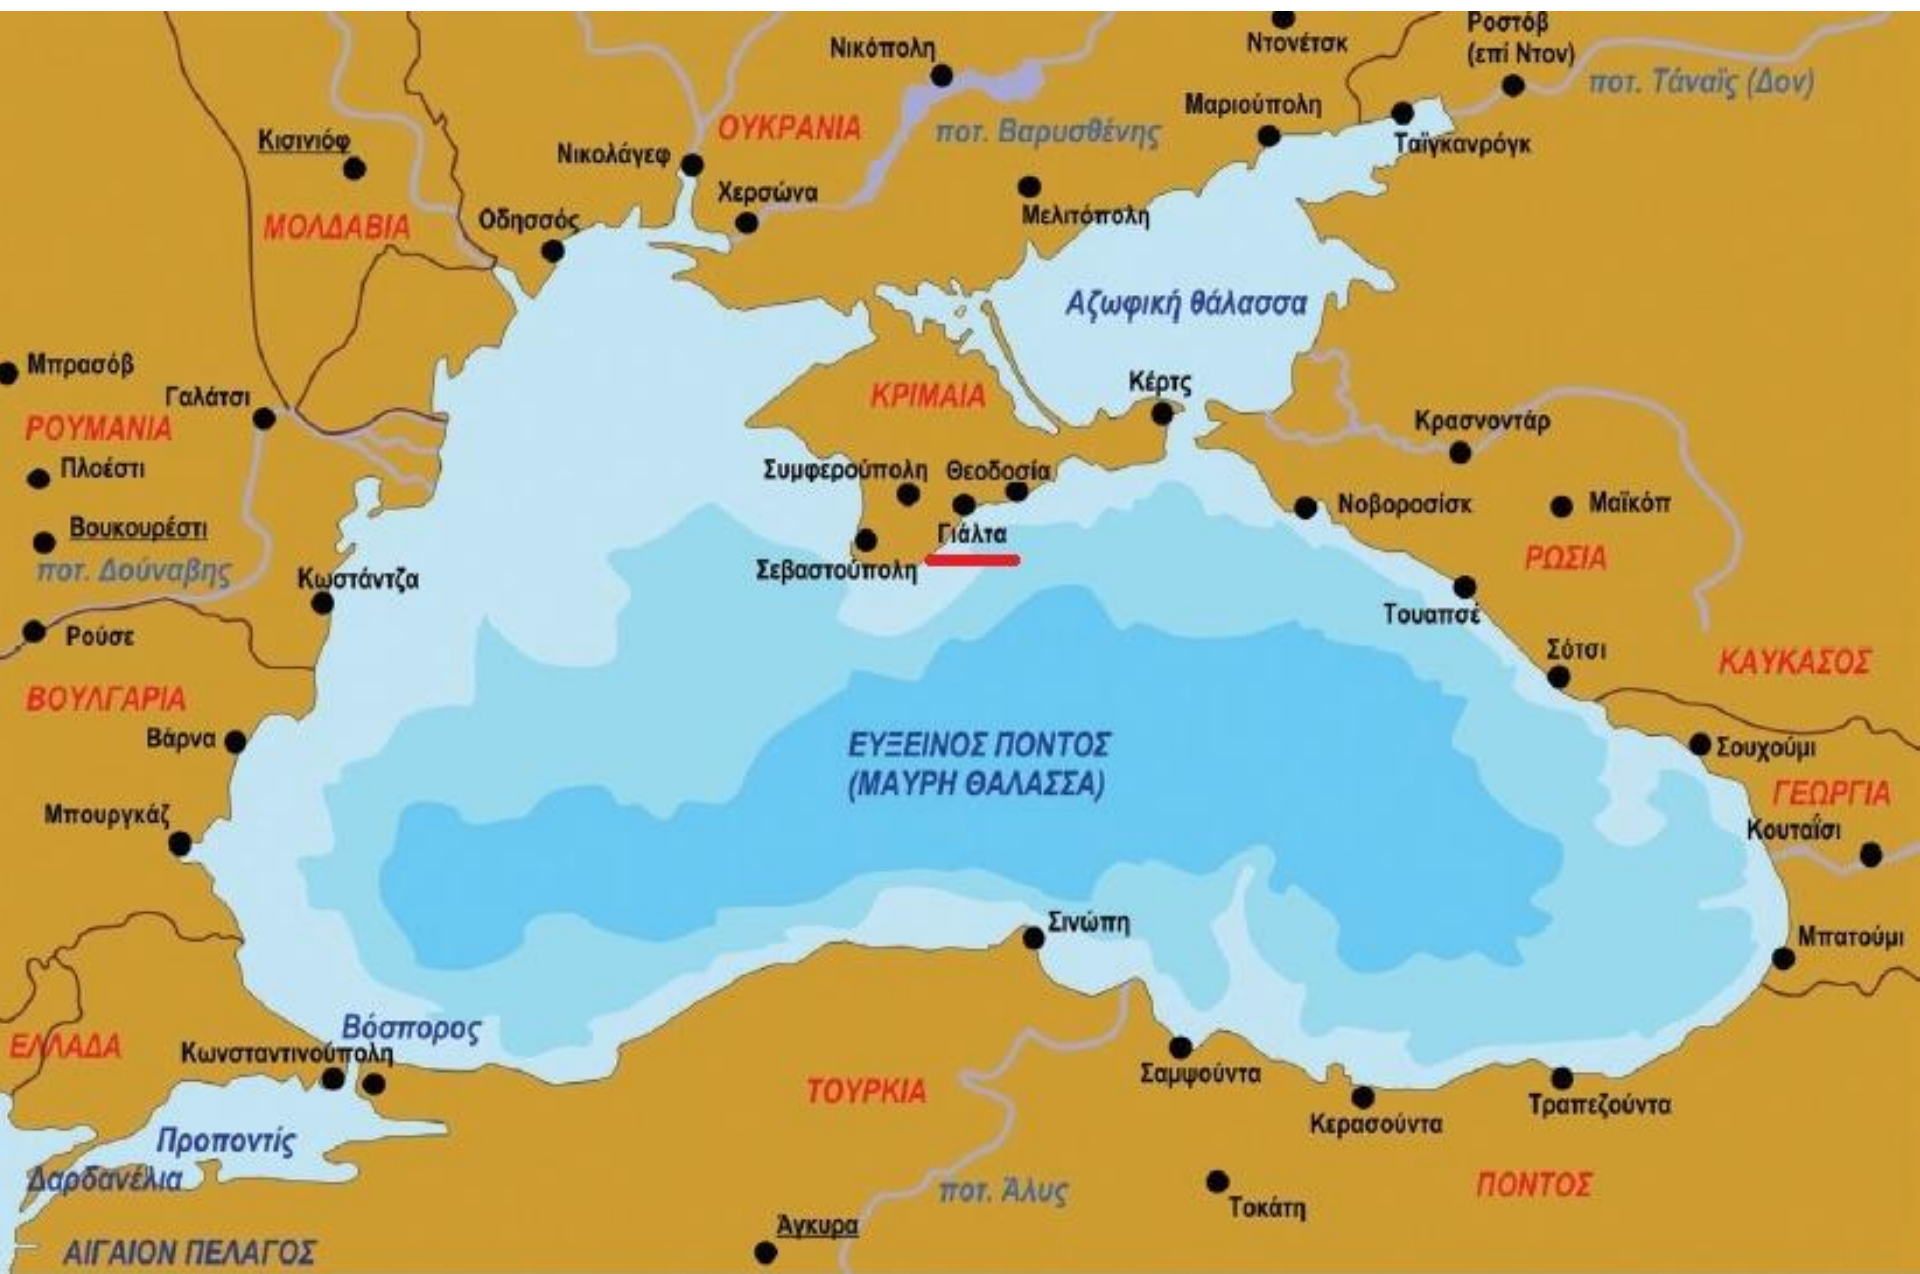 Νικόπολη
Ντονέτσκ
Ροστόβ
(επί Ντον)
ποτ. Τάναϊς (Δον)
Μαριούπολη
Ταϊγκανρόγκ
ΟΥΚΡΑΝΙΑ
ποτ. Βαρυσθένης
Κισινιόφ
Νικολάγεφ
Χερσώνα
Μελιτόπολη
ΜΟΛΔΑΒΙΑ
Οδησσός
Αζωφική θάλασσα
Μπρασόβ
Γαλάτσι
ΚΡΙΜΑΙΑ
Κέρτς
ΡΟΥΜΑΝΙΑ
Κρασνοντάρ
Πλοέστι
Συμφερούπολη
Θεοδοσία
Νοβοροσίσκ
Μαϊκόπ
Βουκουρέστι
Γιάλτα
ποτ. Δούναβης
Σεβαστούπολη
ΡΩΣΙΑ
Κωστάντζα
Τουαπσέ
Ρούσε
Σότσι
ΚΑΥΚΑΣΟΣ
ΒΟΥΛΓΑΡΙΑ
Βάρνα
ΕΥΞΕΙΝΟΣ ΠΟΝΤΟΣ
(ΜΑΥΡΗ ΘΑΛΑΣΣΑ)
Σουχούμι
ΓΕΩΡΓΙΑ
Μπουργκάζ
Κουταΐσι
Σινώπη
Μπατούμι
Βόσπορος
ΕΛΛΑΔΑ
Κωνσταντινούπολη
Σαμψούντα
ΤΟΥΡΚΙΑ
Τραπεζούντα
Κερασούντα
Προποντίς
Δαρδανέλια
ποτ. Άλυς
ΠΟΝΤΟΣ
Τοκάτη
Άγκυρα
ΑΙΓΑΙΟΝ ΠΕΛΑΓΟΣ